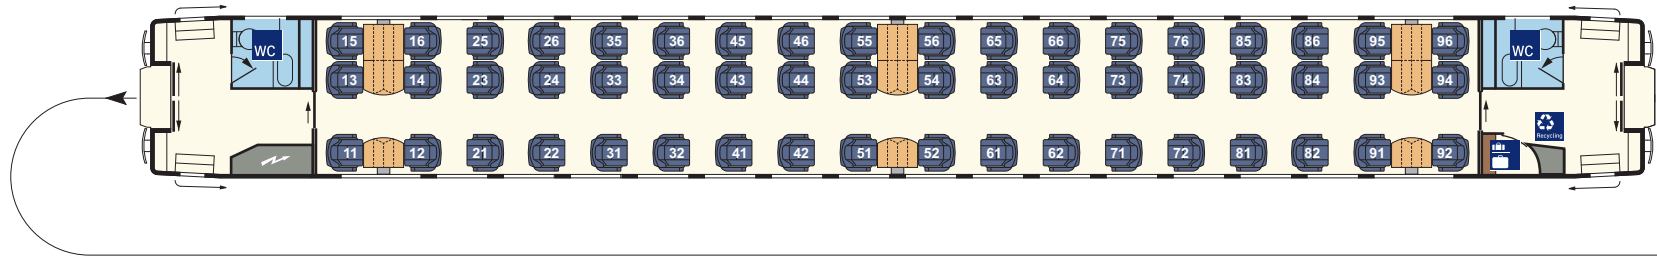 15 16 25 26 35 36 45 46 55 56 65 66 75 76 85 86 95 96
WC
WC
13 14 23 24 33 34 43 44 53 54 63 64 73 74 83 84 93 94
Recycling
11 12 21 22 31 32 41 42 51 52 61 62 71 72 81 82 91 92